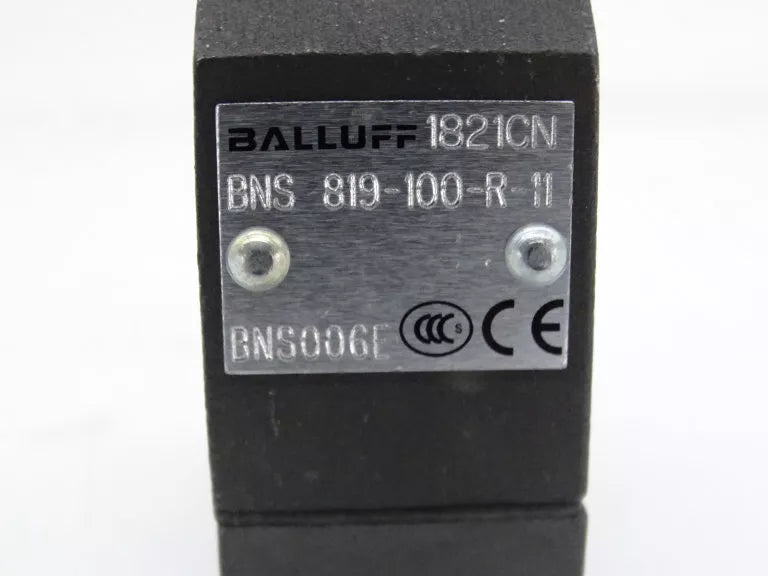 BALLUFF 1821CN
BNS 819-100-R-11
BNS006E CCC S CE